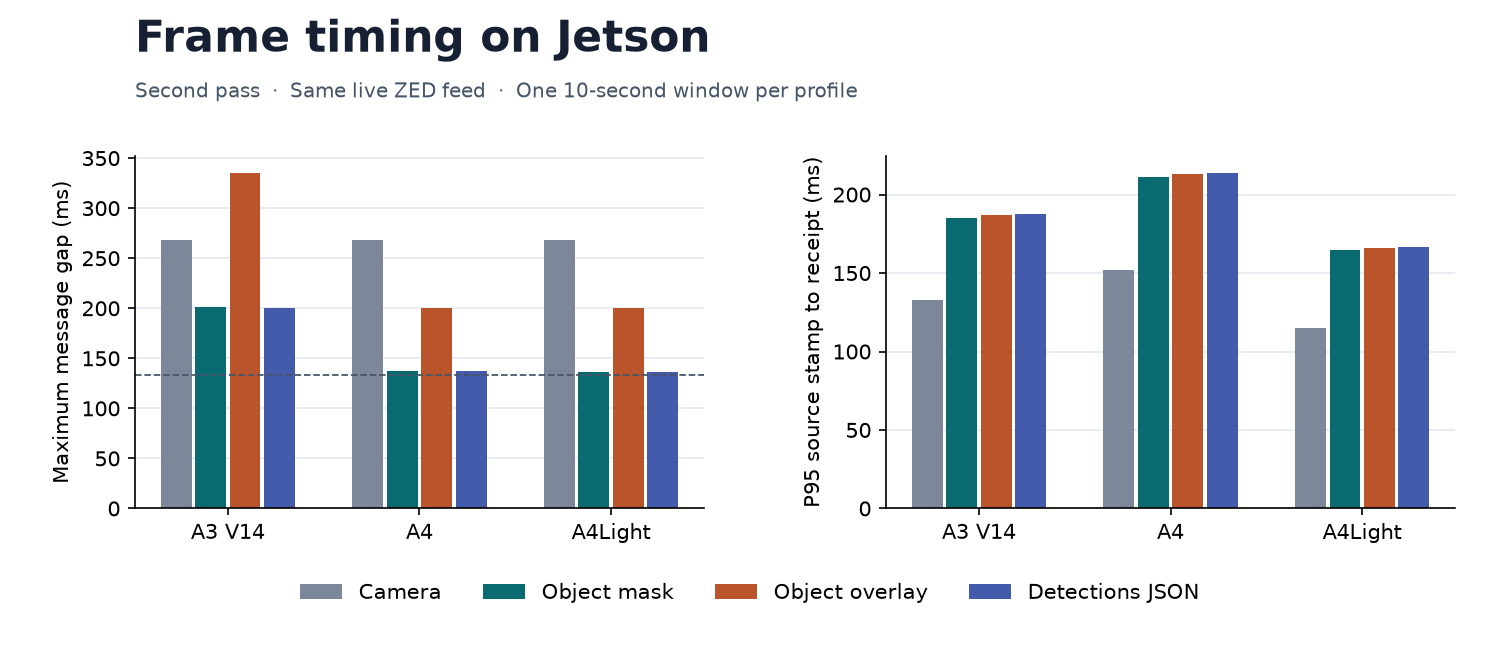 Frame timing on Jetson
Second pass · Same live ZED feed · One 10-second window per profile
Maximum message gap (ms)
350
300
250
200
150
100
50
0
A3 V14
A4
A4Light
P95 source stamp to receipt (ms)
200
150
100
50
0
A3 V14
A4
A4Light
Camera
Object mask
Object overlay
Detections JSON